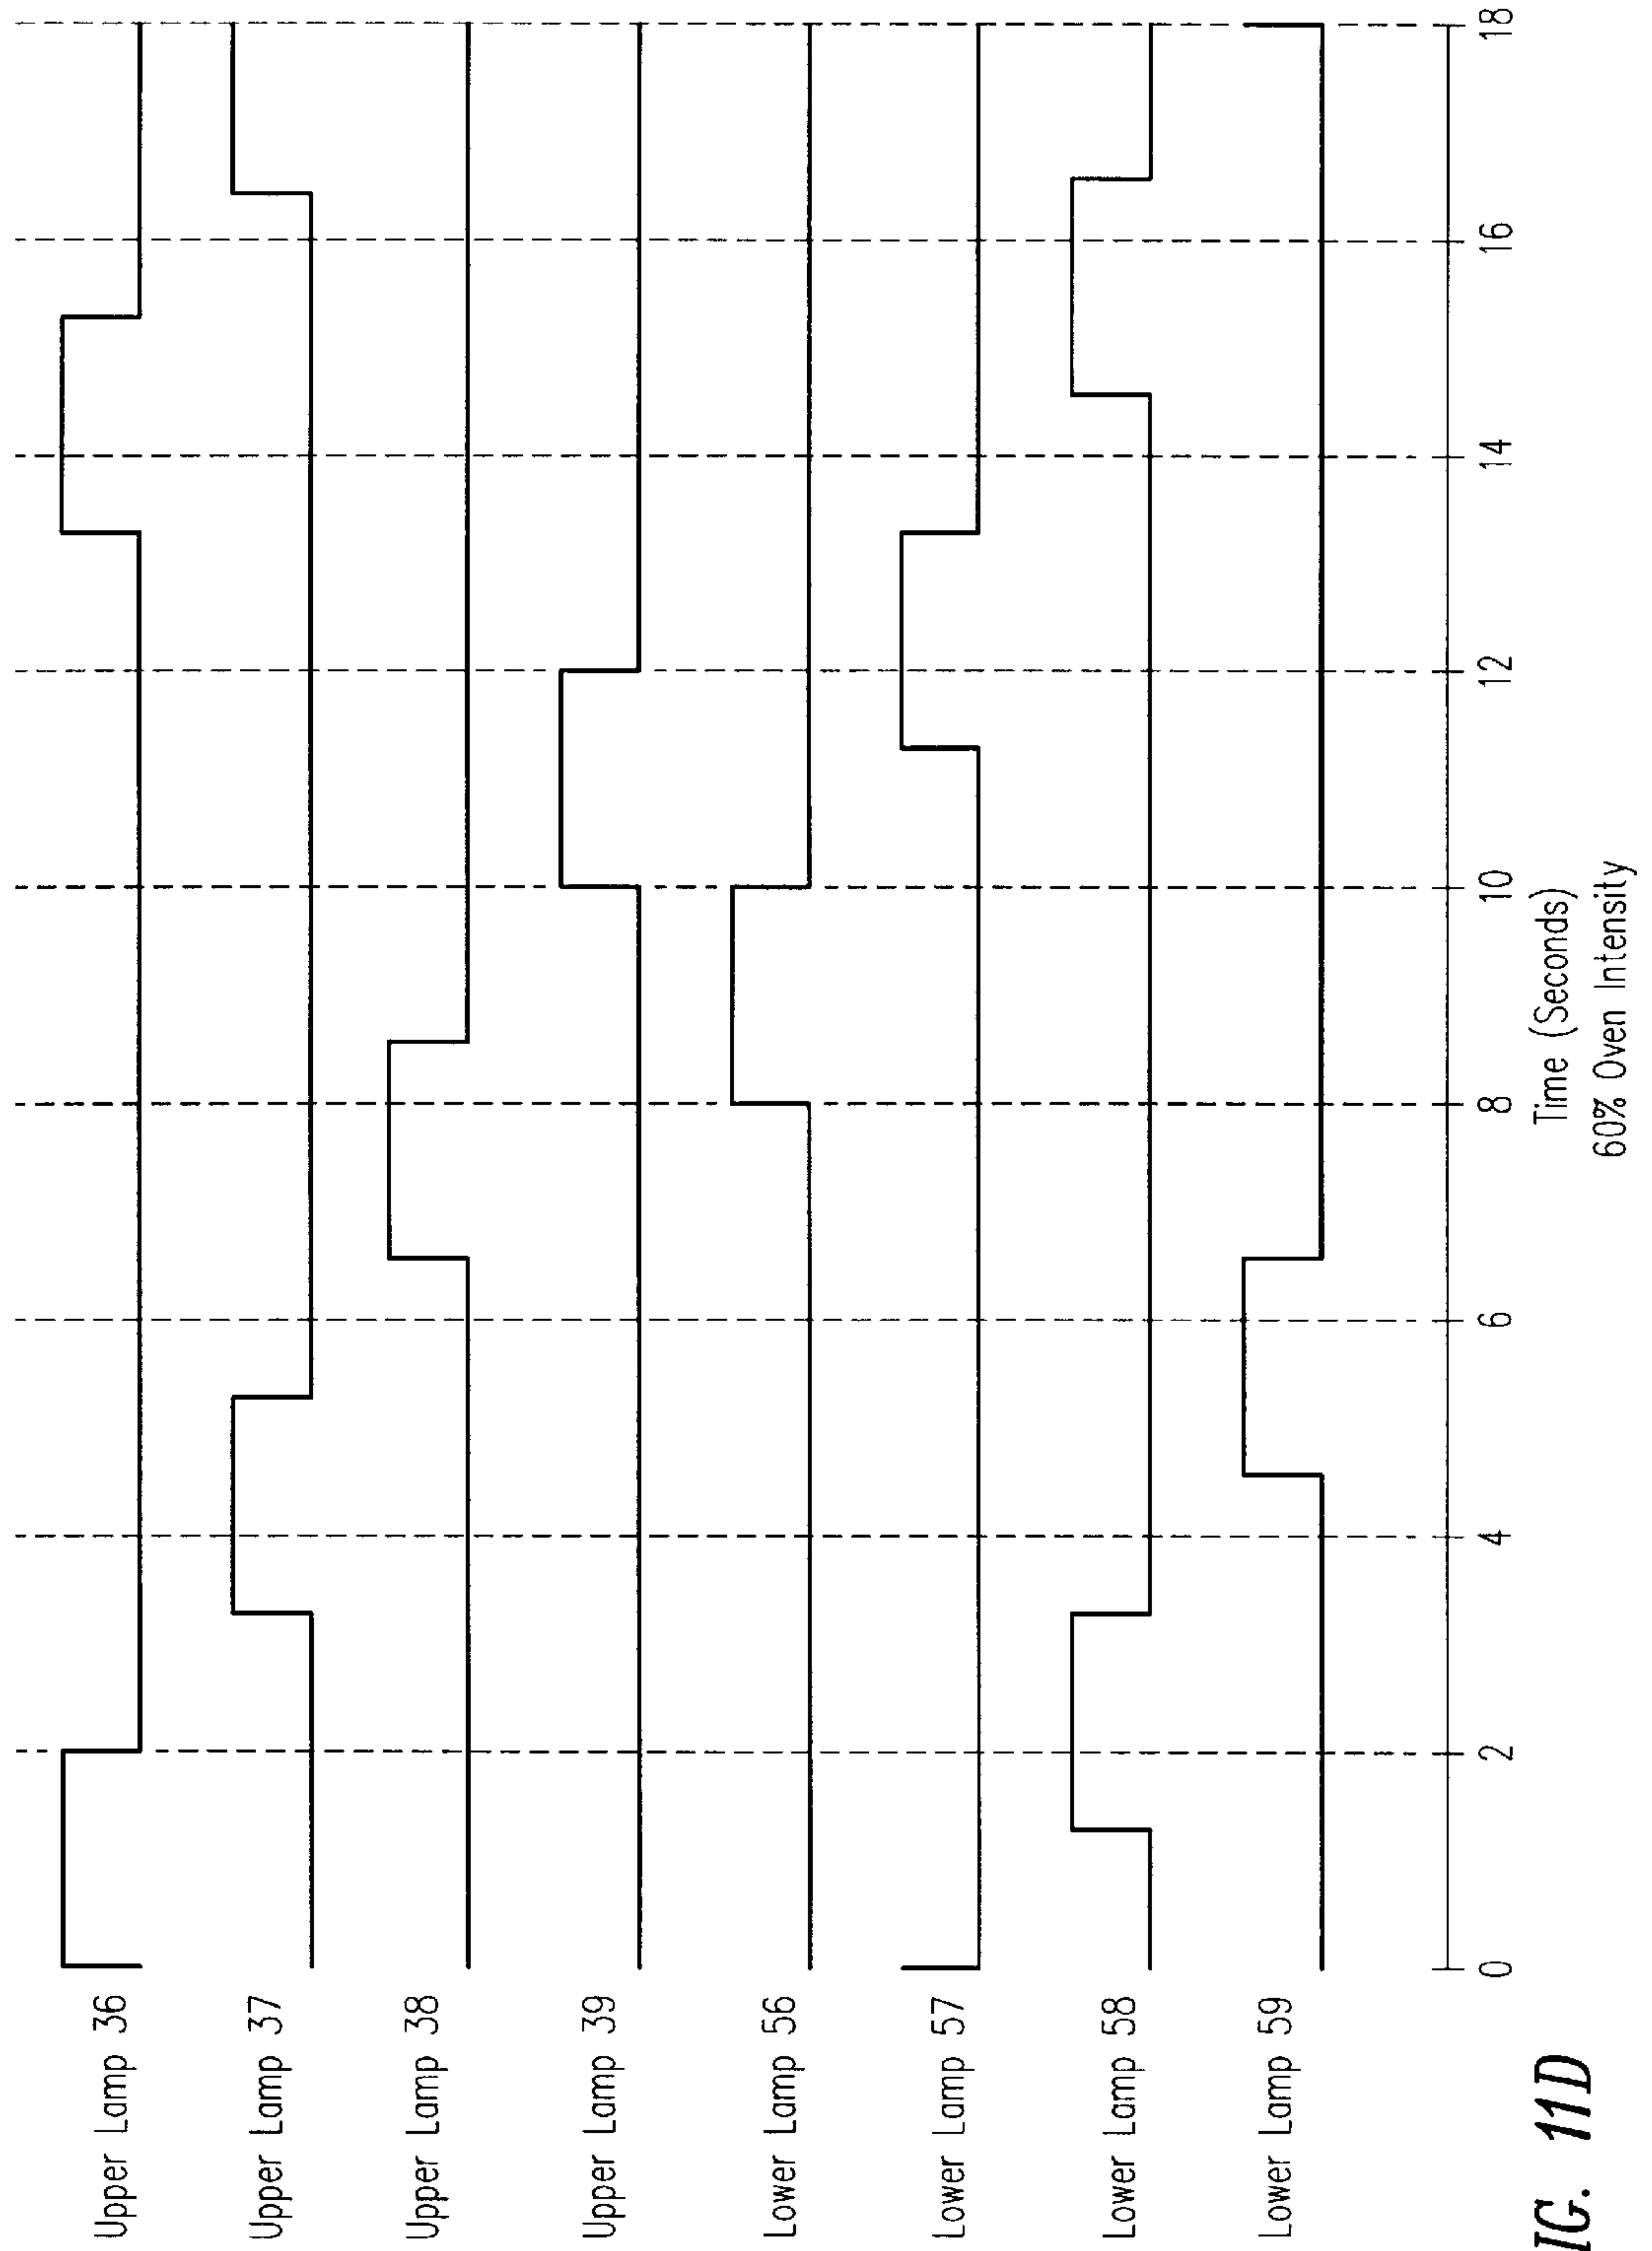 Upper Lamp 36
Upper Lamp 37
Upper Lamp 38
Upper Lamp 39
Lower Lamp 56
Lower Lamp 57
Lower Lamp 58
Lower Lamp 59
0 2 4 6 8 10 12 14 16 18
Time (Seconds)
60% Oven Intensity
IG. 11D